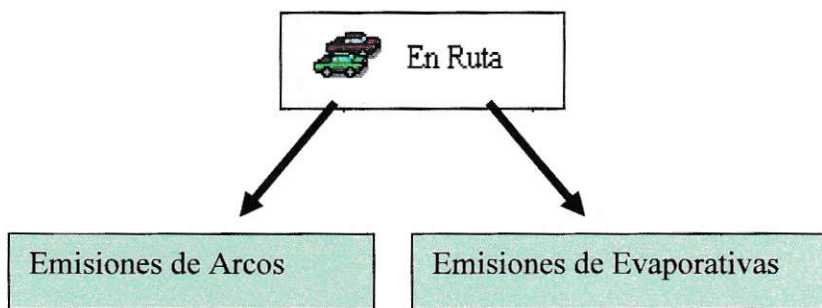 En Ruta
Emisiones de Arcos
Emisiones de Evaporativas